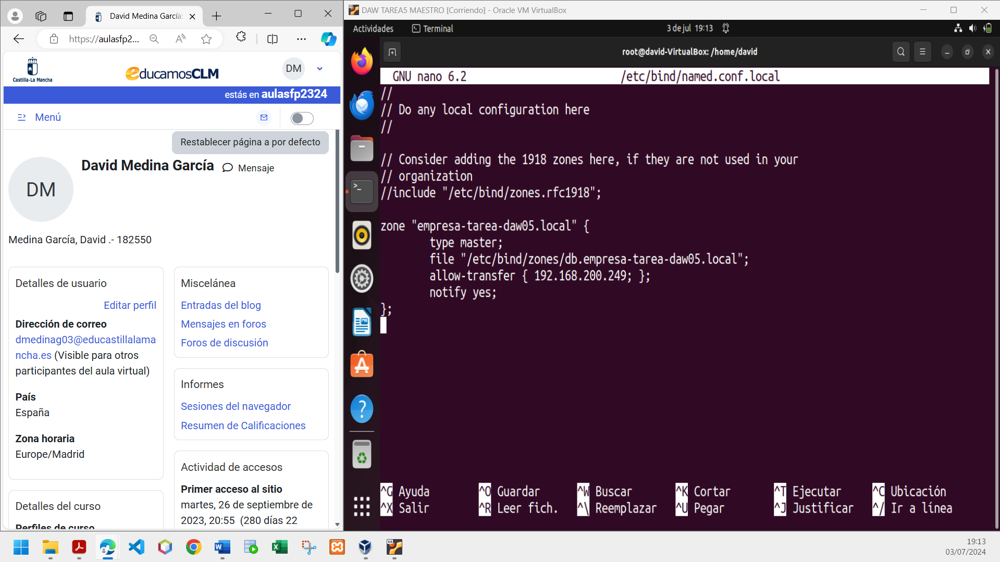 David Medina García:
https://aulasfp2...
Castilla-La Mancha
educamosCLM
DM
estás en aulasfp2324
Menú
Restablecer página a por defecto
DM
David Medina García
Mensaje
Medina García, David .- 182550
Detalles de usuario
Editar perfil
Dirección de correo
dmedinag03@educastillalama
ncha.es (Visible para otros
participantes del aula virtual)
País
España
Zona horaria
Europe/Madrid
Detalles del curso
Perfiles de curso
Miscelánea
Entradas del blog
Mensajes en foros
Foros de discusión
Informes
Sesiones del navegador
Resumen de Calificaciones
Actividad de accesos
Primer acceso al sitio
martes, 26 de septiembre de
2023, 20:55 (280 días 22
DAW TAREA5 MAESTRO [Corriendo] - Oracle VM VirtualBox
Actividades
Terminal
3 de jul 19:13
root@david-VirtualBox: /home/david
GNU nano 6.2 /etc/bind/named.conf.local
//
// Do any local configuration here
//
// Consider adding the 1918 zones here, if they are not used in your
// organization
//include "/etc/bind/zones.rfc1918";
zone "empresa-tarea-daw05.local" {
type master;
file "/etc/bind/zones/db.empresa-tarea-daw05.local";
allow-transfer { 192.168.200.249; };
notify yes;
};
^G Ayuda ^O Guardar ^W Buscar ^K Cortar ^T Ejecutar ^C Ubicación
^X Salir ^R Leer fich. ^\ Reemplazar ^U Pegar ^J Justificar ^/ Ir a línea
19:13
03/07/2024